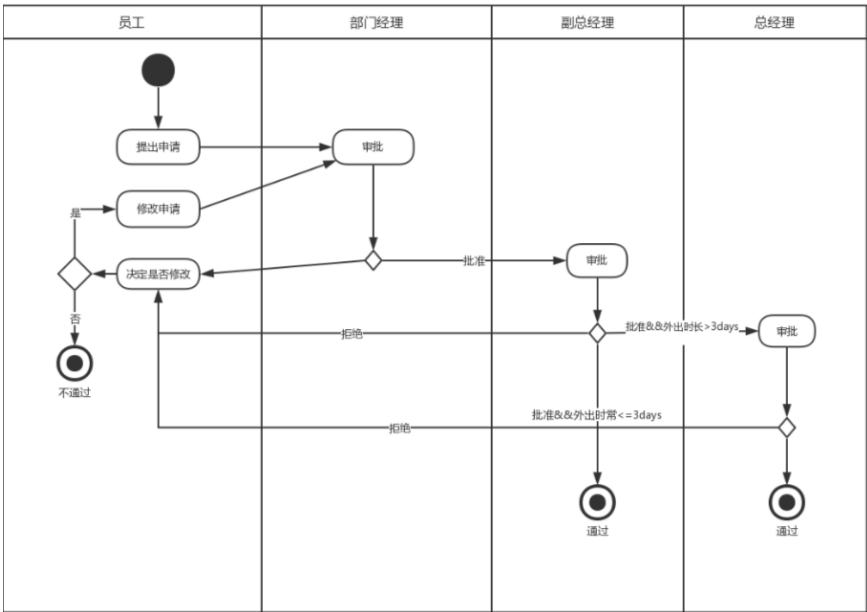 员工
部门经理
副总经理
总经理
提出申请
审批
修改申请
是
决定是否修改
批准
审批
否
拒绝
批准&&外出时长>3days
审批
不通过
批准&&外出时常<=3days
拒绝
通过
通过